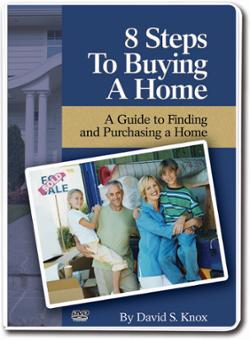 8 Steps
To Buying
A Home
A Guide to Finding
and Purchasing a Home
FOR
SALE
DVD
By David S. Knox